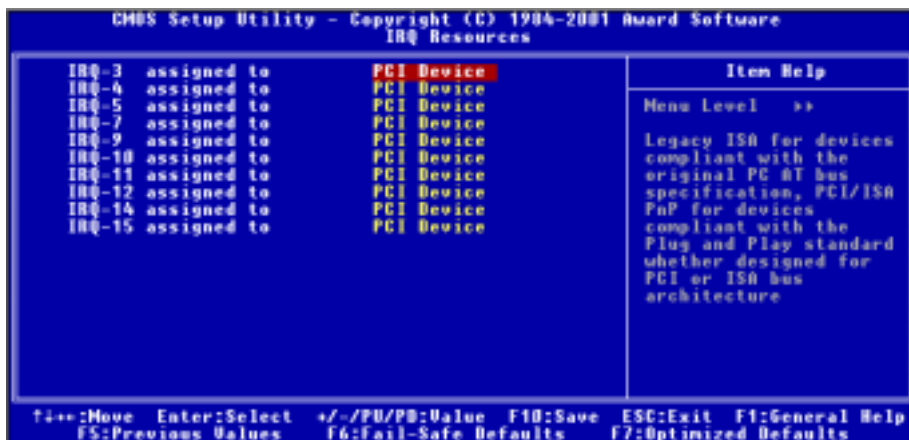 CMOS Setup Utility - Copyright (C) 1984-2001 Award Software
IRQ Resources
IRQ-3 assigned to PCI Device
IRQ-4 assigned to PCI Device
IRQ-5 assigned to PCI Device
IRQ-7 assigned to PCI Device
IRQ-9 assigned to PCI Device
IRQ-10 assigned to PCI Device
IRQ-11 assigned to PCI Device
IRQ-12 assigned to PCI Device
IRQ-14 assigned to PCI Device
IRQ-15 assigned to PCI Device
Item Help
Menu Level ▸▸
Legacy ISA for devices
compliant with the
original PC AT bus
specification, PCI/ISA
PnP for devices
compliant with the
Plug and Play standard
whether designed for
PCI or ISA bus
architecture
↑↓→←:Move Enter:Select +/-/PU/PD:Value F10:Save ESC:Exit F1:General Help
F5:Previous Values F6:Fail-Safe Defaults F7:Optimized Defaults